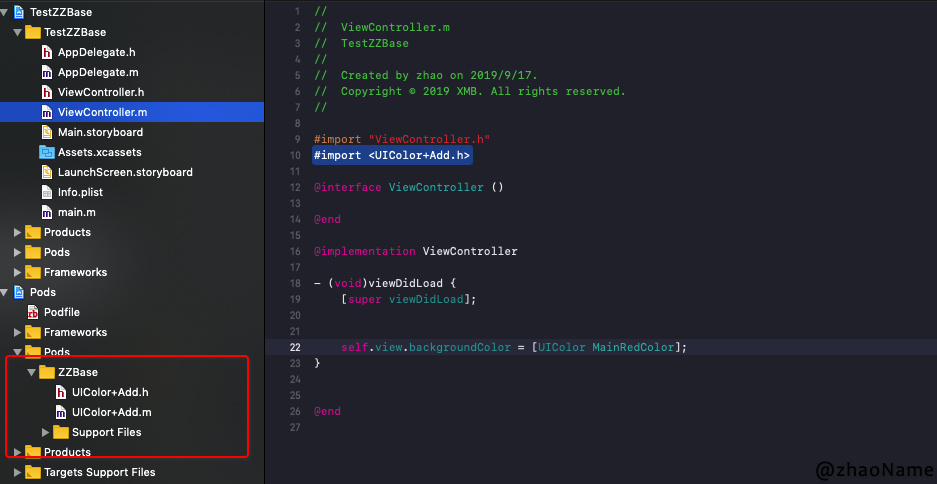 TestZZBase
TestZZBase
AppDelegate.h
AppDelegate.m
ViewController.h
ViewController.m
Main.storyboard
Assets.xcassets
LaunchScreen.storyboard
Info.plist
main.m
Products
Pods
Frameworks
Pods
Podfile
Frameworks
Pods
ZZBase
UIColor+Add.h
UIColor+Add.m
Support Files
Products
Targets Support Files
1 //
2 //  ViewController.m
3 //  TestZZBase
4 //
5 //  Created by zhao on 2019/9/17.
6 //  Copyright © 2019 XMB. All rights reserved.
7 //
8
9 #import "ViewController.h"
10 #import <UIColor+Add.h>
11
12 @interface ViewController ()
13
14 @end
15
16 @implementation ViewController
17
18 - (void)viewDidLoad {
19     [super viewDidLoad];
20
21
22     self.view.backgroundColor = [UIColor MainRedColor];
23 }
24
25
26 @end
27
@zhaoName